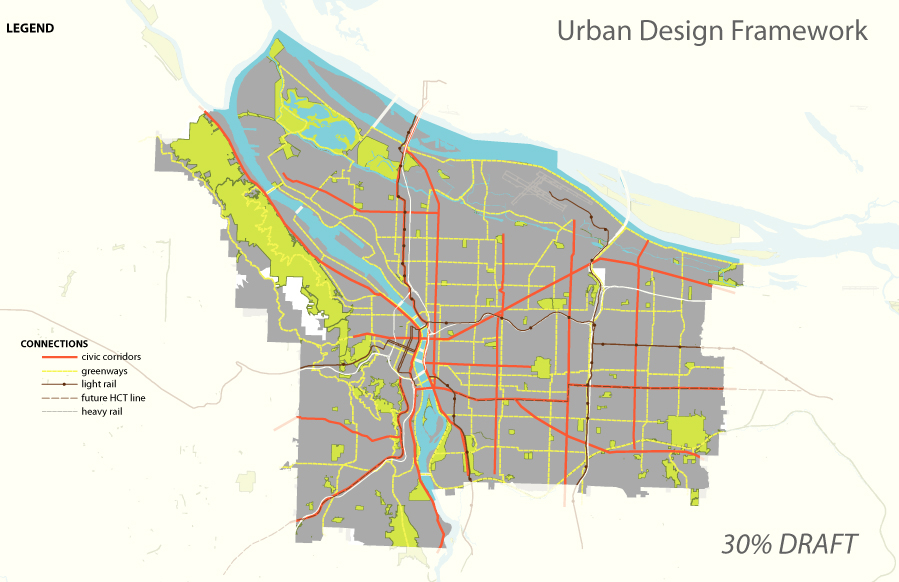 LEGEND
Urban Design Framework
CONNECTIONS
civic corridors
greenways
light rail
future HCT line
heavy rail
30% DRAFT